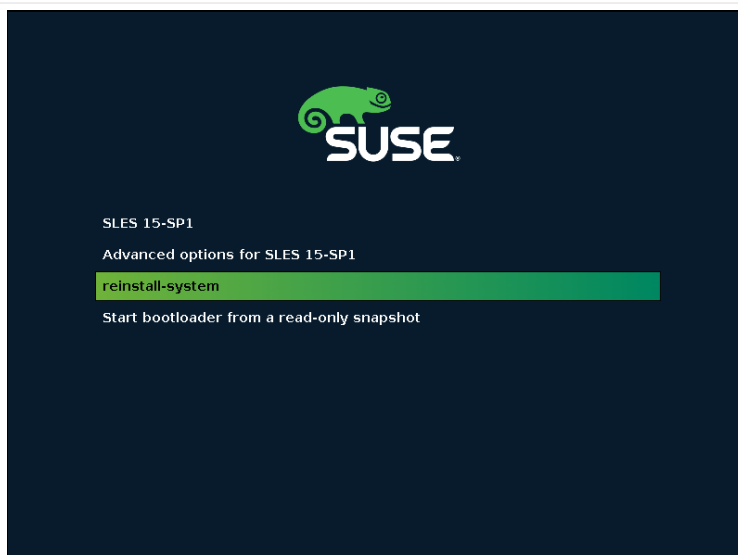 SUSE
SLES 15-SP1
Advanced options for SLES 15-SP1
reinstall-system
Start bootloader from a read-only snapshot